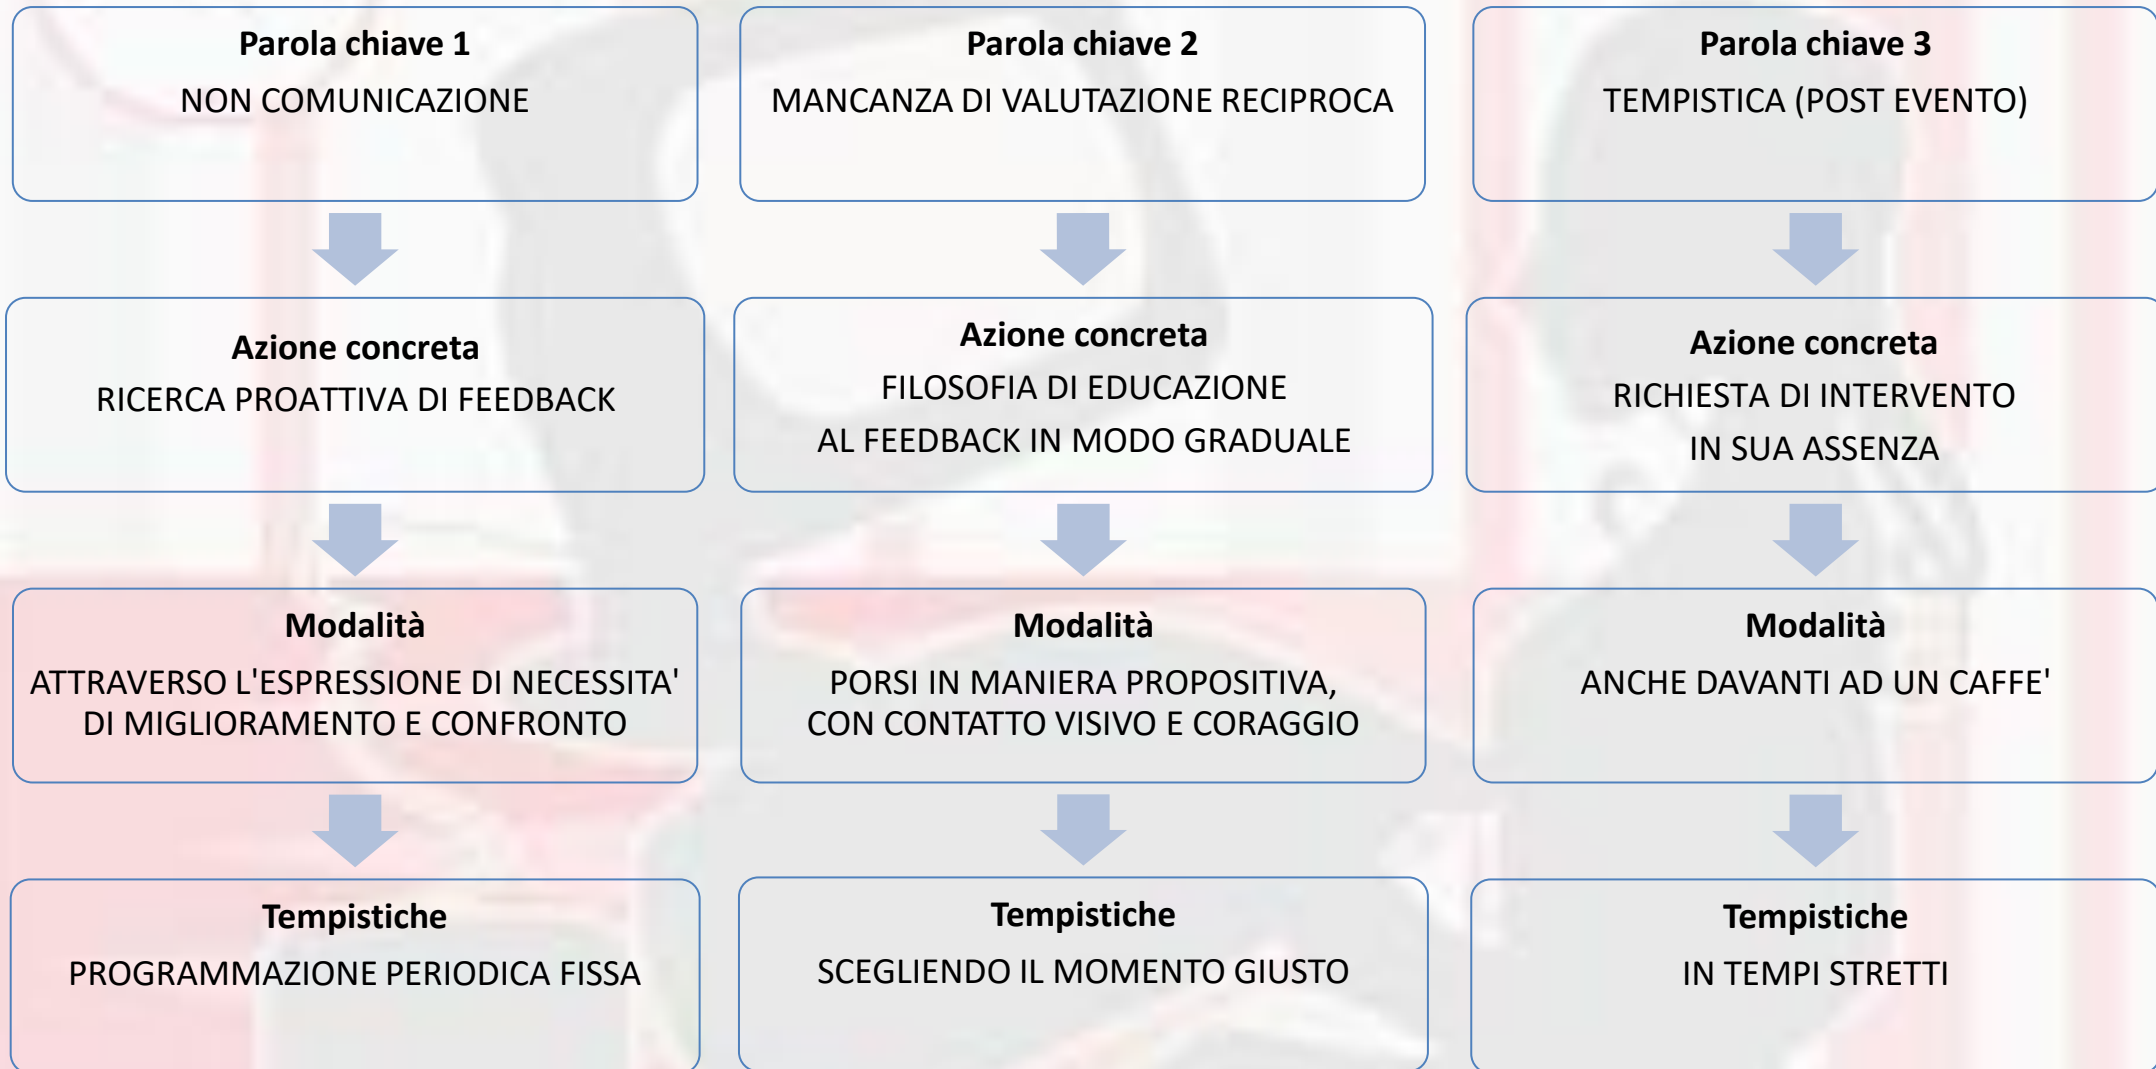 Parola chiave 1
NON COMUNICAZIONE
Azione concreta
RICERCA PROATTIVA DI FEEDBACK
Modalità
ATTRAVERSO L'ESPRESSIONE DI NECESSITA'
DI MIGLIORAMENTO E CONFRONTO
Tempistiche
PROGRAMMAZIONE PERIODICA FISSA
Parola chiave 2
MANCANZA DI VALUTAZIONE RECIPROCA
Azione concreta
FILOSOFIA DI EDUCAZIONE
AL FEEDBACK IN MODO GRADUALE
Modalità
PORSI IN MANIERA PROPOSITIVA,
CON CONTATTO VISIVO E CORAGGIO
Tempistiche
SCEGLIENDO IL MOMENTO GIUSTO
Parola chiave 3
TEMPISTICA (POST EVENTO)
Azione concreta
RICHIESTA DI INTERVENTO
IN SUA ASSENZA
Modalità
ANCHE DAVANTI AD UN CAFFE'
Tempistiche
IN TEMPI STRETTI